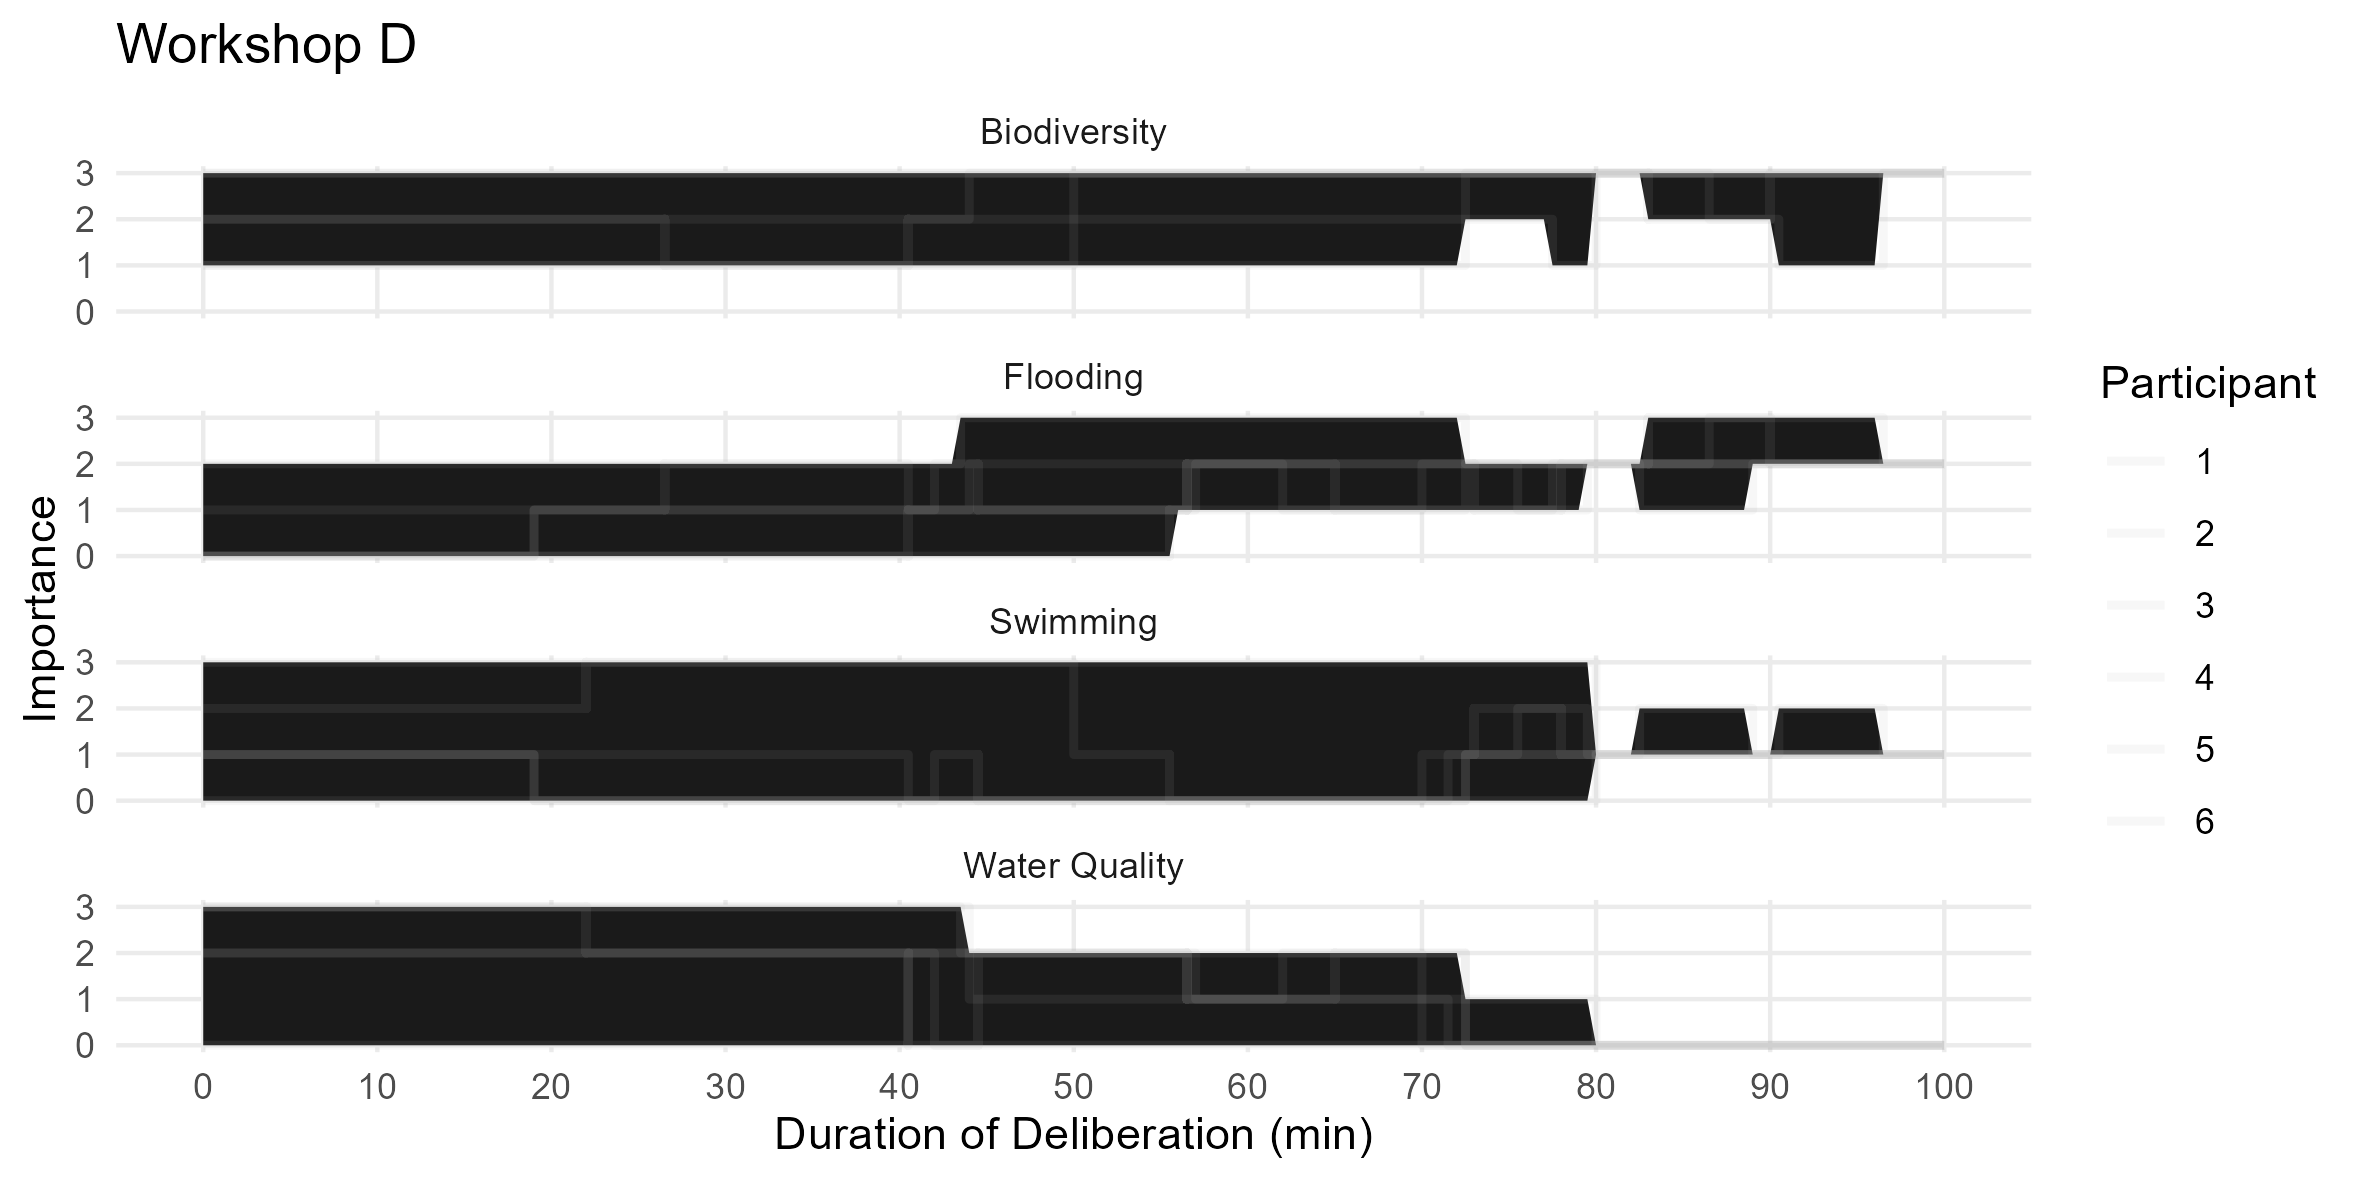 Workshop D
Biodiversity
3
2
1
0
Flooding
3
2
1
0
Swimming
3
2
1
0
Water Quality
3
2
1
0
0 10 20 30 40 50 60 70 80 90 100
Duration of Deliberation (min)
Importance
Participant
1
2
3
4
5
6